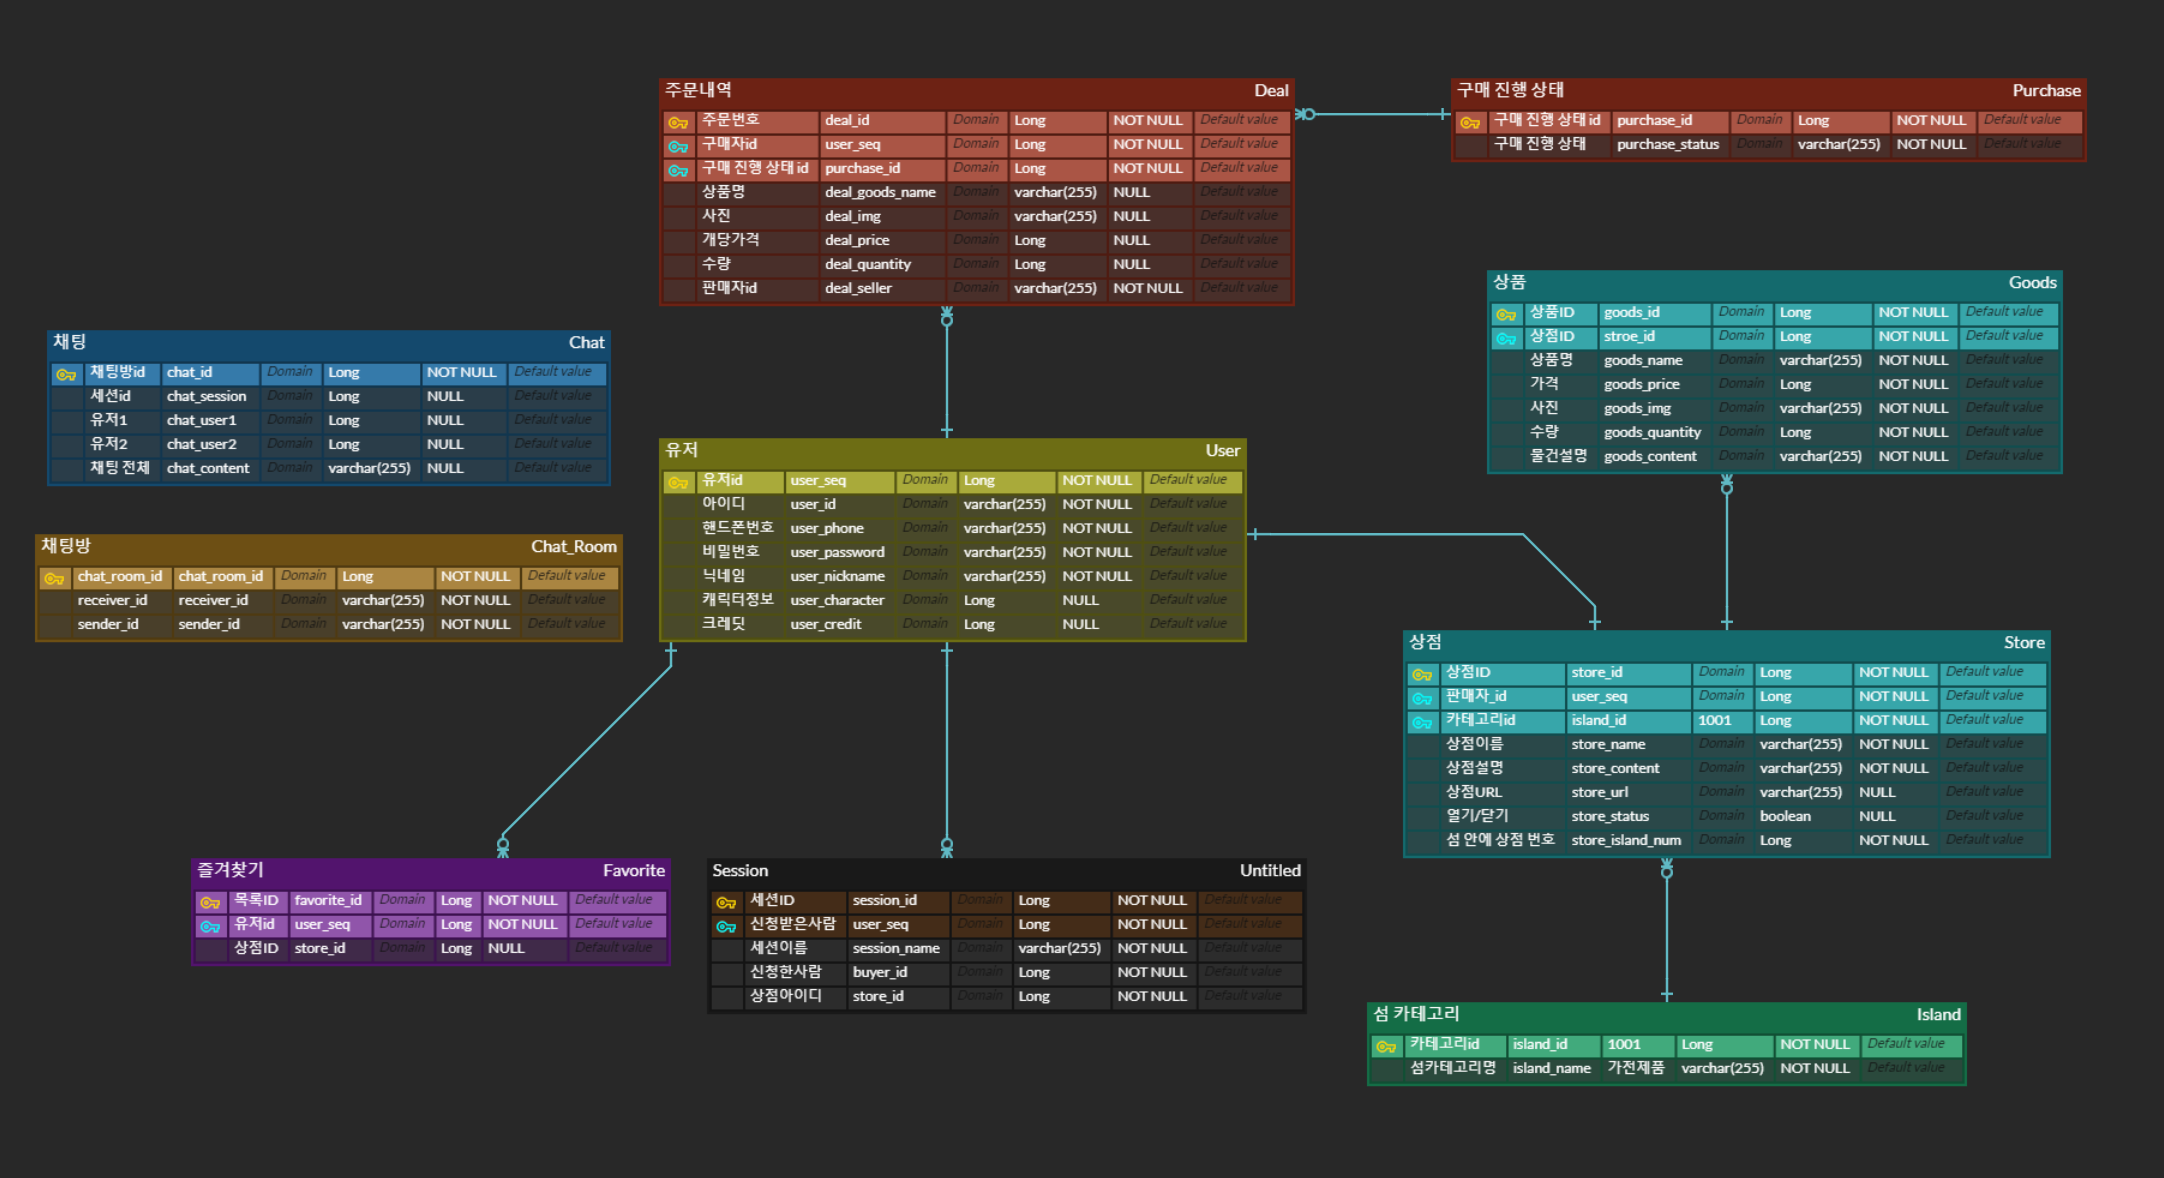 주문내역 Deal
주문번호 deal_id Domain Long NOT NULL Default value
구매자id user_seq Domain Long NOT NULL Default value
구매 진행 상태 id purchase_id Domain Long NOT NULL Default value
상품명 deal_goods_name Domain varchar(255) NULL Default value
사진 deal_img Domain varchar(255) NULL Default value
개당가격 deal_price Domain Long NULL Default value
수량 deal_quantity Domain Long NULL Default value
판매자id deal_seller Domain varchar(255) NOT NULL Default value
구매 진행 상태 Purchase
구매 진행 상태 id purchase_id Domain Long NOT NULL Default value
구매 진행 상태 purchase_status Domain varchar(255) NOT NULL Default value
상품 Goods
상품ID goods_id Domain Long NOT NULL Default value
상점ID stroe_id Domain Long NOT NULL Default value
상품명 goods_name Domain varchar(255) NOT NULL Default value
가격 goods_price Domain Long NOT NULL Default value
사진 goods_img Domain varchar(255) NOT NULL Default value
수량 goods_quantity Domain Long NOT NULL Default value
물건설명 goods_content Domain varchar(255) NOT NULL Default value
채팅 Chat
채팅방id chat_id Domain Long NOT NULL Default value
세션id chat_session Domain Long NULL Default value
유저1 chat_user1 Domain Long NULL Default value
유저2 chat_user2 Domain Long NULL Default value
채팅 전체 chat_content Domain varchar(255) NULL Default value
유저 User
유저id user_seq Domain Long NOT NULL Default value
아이디 user_id Domain varchar(255) NOT NULL Default value
핸드폰번호 user_phone Domain varchar(255) NOT NULL Default value
비밀번호 user_password Domain varchar(255) NOT NULL Default value
닉네임 user_nickname Domain varchar(255) NOT NULL Default value
캐릭터정보 user_character Domain Long NULL Default value
크레딧 user_credit Domain Long NULL Default value
채팅방 Chat_Room
chat_room_id chat_room_id Domain Long NOT NULL Default value
receiver_id receiver_id Domain varchar(255) NOT NULL Default value
sender_id sender_id Domain varchar(255) NOT NULL Default value
상점 Store
상점ID store_id Domain Long NOT NULL Default value
판매자_id user_seq Domain Long NOT NULL Default value
카테고리id island_id 1001 Long NOT NULL Default value
상점이름 store_name Domain varchar(255) NOT NULL Default value
상점설명 store_content Domain varchar(255) NOT NULL Default value
상점URL store_url Domain varchar(255) NULL Default value
열기/닫기 store_status Domain boolean NULL Default value
섬 안에 상점 번호 store_island_num Domain Long NOT NULL Default value
즐겨찾기 Favorite
목록ID favorite_id Domain Long NOT NULL Default value
유저id user_seq Domain Long NOT NULL Default value
상점ID store_id Domain Long NULL Default value
Session Untitled
세션ID session_id Domain Long NOT NULL Default value
신청받은사람 user_seq Domain Long NOT NULL Default value
세션이름 session_name Domain varchar(255) NOT NULL Default value
신청한사람 buyer_id Domain Long NOT NULL Default value
상점아이디 store_id Domain Long NOT NULL Default value
섬 카테고리 Island
카테고리id island_id 1001 Long NOT NULL Default value
섬카테고리명 island_name 가전제품 varchar(255) NOT NULL Default value